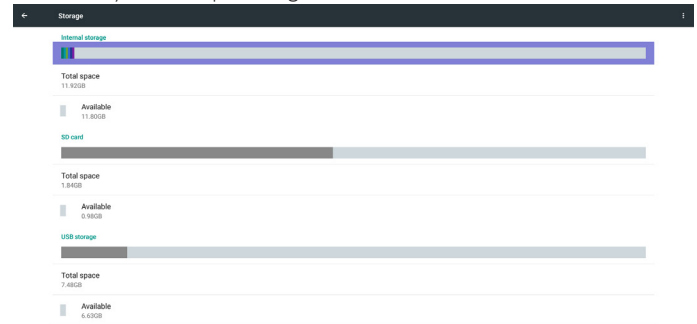 Storage
Internal storage
Total space
11.92GB
Available
11.80GB
SD card
Total space
1.84GB
Available
0.98GB
USB storage
Total space
7.48GB
Available
6.63GB